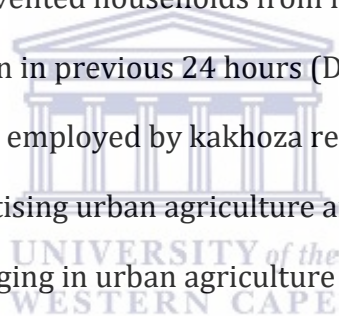 households from
n in previous 24 hours (D
employed by kakhoza re
tising urban agriculture a
UNIVERSITY of the
ging in urban agriculture
WESTERN CAPE